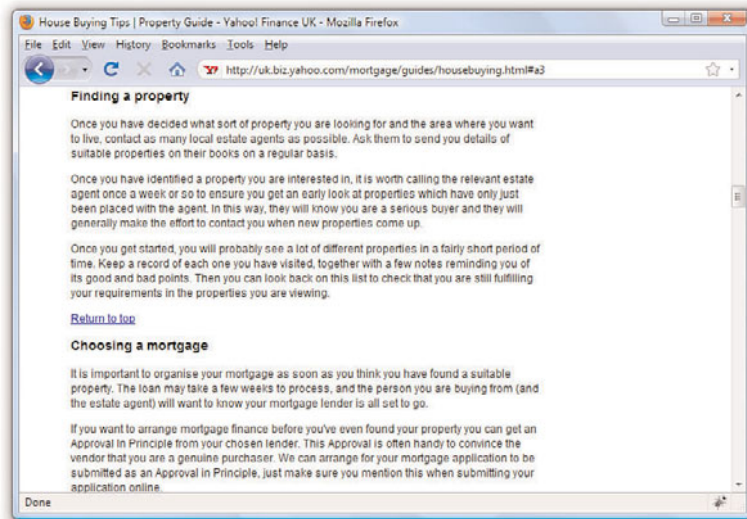 House Buying Tips | Property Guide - Yahoo! Finance UK - Mozilla Firefox
File Edit View History Bookmarks Tools Help
http://uk.biz.yahoo.com/mortgage/guides/housebuying.html#a3
Finding a property
Once you have decided what sort of property you are looking for and the area where you want
to live, contact as many local estate agents as possible. Ask them to send you details of
suitable properties on their books on a regular basis.
Once you have identified a property you are interested in, it is worth calling the relevant estate
agent once a week or so to ensure you get an early look at properties which have only just
been placed with the agent. In this way, they will know you are a serious buyer and they will
generally make the effort to contact you when new properties come up.
Once you get started, you will probably see a lot of different properties in a fairly short period of
time. Keep a record of each one you have visited, together with a few notes reminding you of
its good and bad points. Then you can look back on this list to check that you are still fulfilling
your requirements in the properties you are viewing.
Return to top
Choosing a mortgage
It is important to organise your mortgage as soon as you think you have found a suitable
property. The loan may take a few weeks to process, and the person you are buying from (and
the estate agent) will want to know your mortgage lender is all set to go.
If you want to arrange mortgage finance before you've even found your property you can get an
Approval In Principle from your chosen lender. This Approval is often handy to convince the
vendor that you are a genuine purchaser. We can arrange for your mortgage application to be
submitted as an Approval in Principle, just make sure you mention this when submitting your
application online.
Done